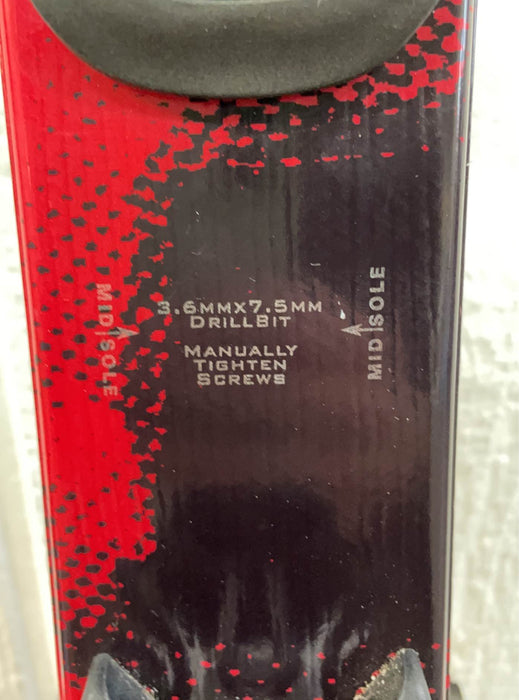 MID|SOLE
3.6MMX7.5MM
DRILLBIT
MANUALLY
TIGHTEN
SCREWS
MID|SOLE